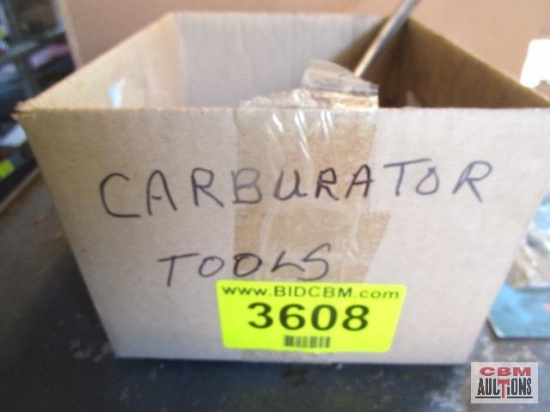 CARBURATOR
TOOLS
www.BIDCBM.com
3608
CBM
AUCTIONS